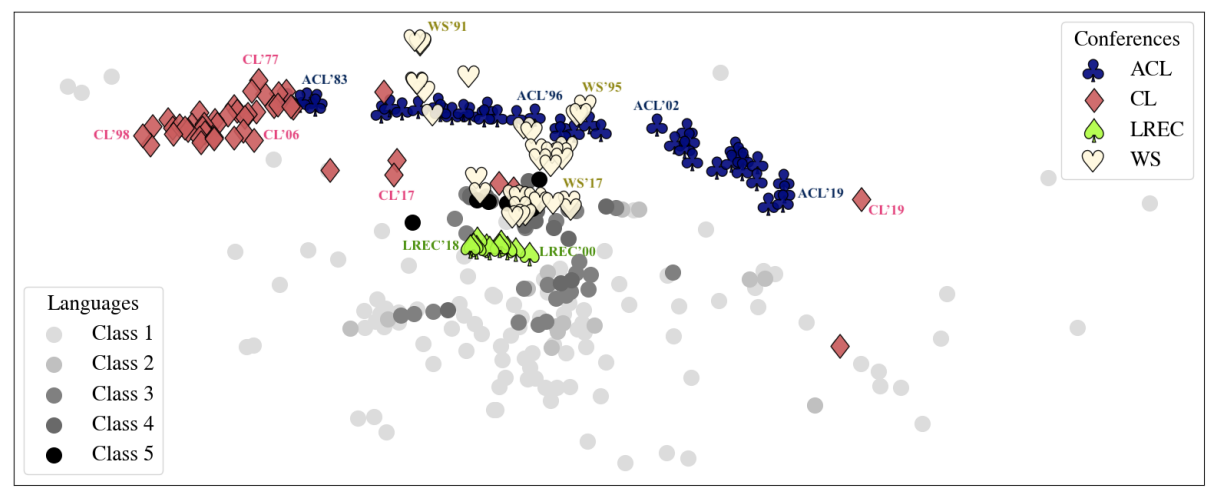 WS'91
Conferences
ACL
CL
LREC
WS
CL'77
ACL'83
ACL'96
WS'95
ACL'02
CL'98
CL'06
CL'17
WS'17
ACL'19
CL'19
LREC'18
LREC'00
Languages
Class 1
Class 2
Class 3
Class 4
Class 5